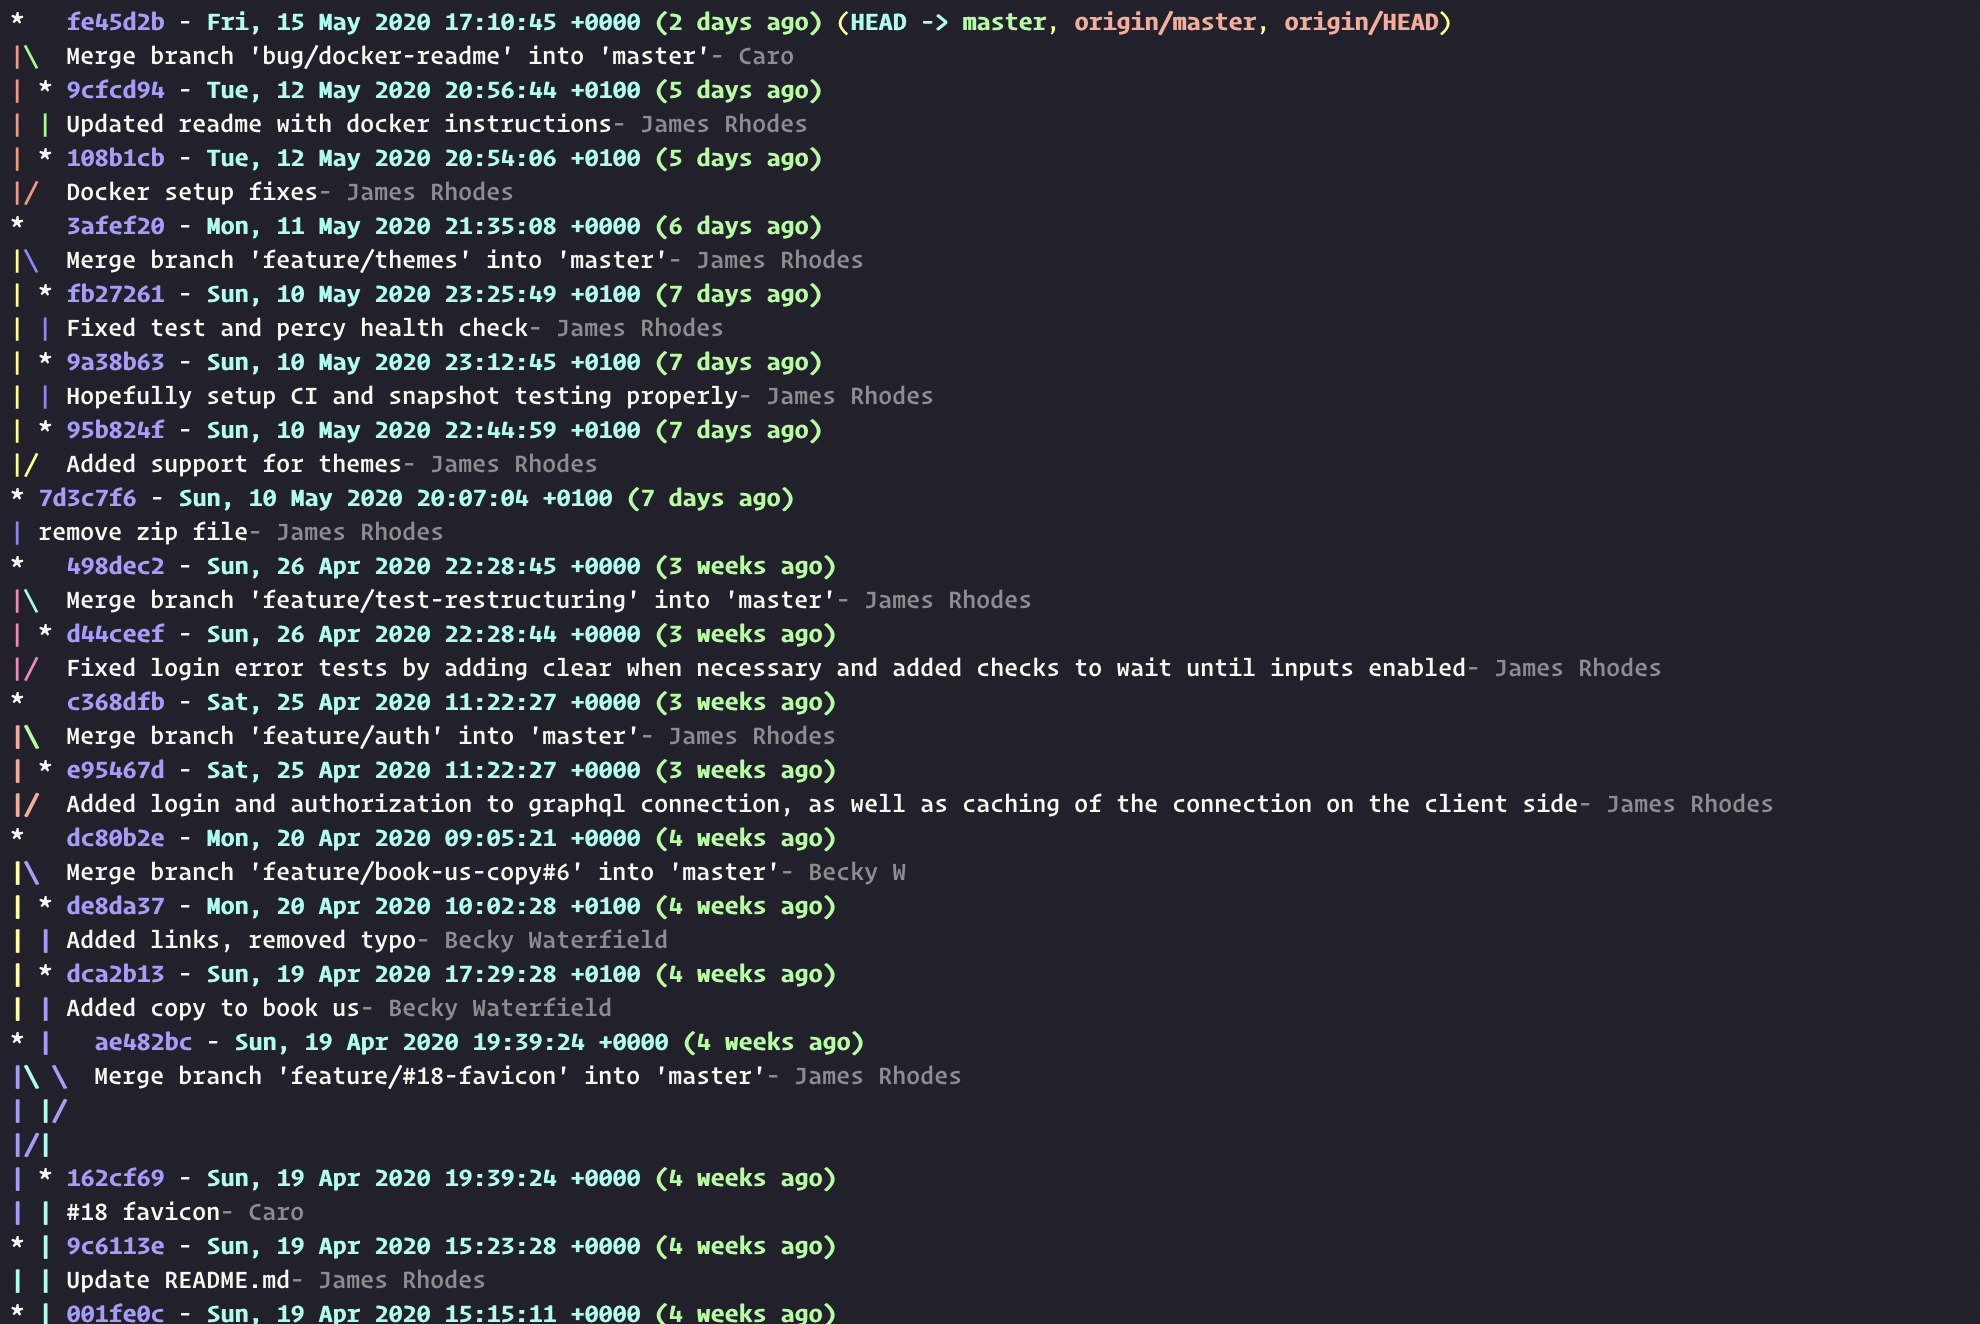 *   fe45d2b - Fri, 15 May 2020 17:10:45 +0000 (2 days ago) (HEAD -> master, origin/master, origin/HEAD)
|\  Merge branch 'bug/docker-readme' into 'master'- Caro
| * 9cfcd94 - Tue, 12 May 2020 20:56:44 +0100 (5 days ago)
| | Updated readme with docker instructions- James Rhodes
| * 108b1cb - Tue, 12 May 2020 20:54:06 +0100 (5 days ago)
|/  Docker setup fixes- James Rhodes
*   3afef20 - Mon, 11 May 2020 21:35:08 +0000 (6 days ago)
|\  Merge branch 'feature/themes' into 'master'- James Rhodes
| * fb27261 - Sun, 10 May 2020 23:25:49 +0100 (7 days ago)
| | Fixed test and percy health check- James Rhodes
| * 9a38b63 - Sun, 10 May 2020 23:12:45 +0100 (7 days ago)
| | Hopefully setup CI and snapshot testing properly- James Rhodes
| * 95b824f - Sun, 10 May 2020 22:44:59 +0100 (7 days ago)
|/  Added support for themes- James Rhodes
* 7d3c7f6 - Sun, 10 May 2020 20:07:04 +0100 (7 days ago)
| remove zip file- James Rhodes
*   498dec2 - Sun, 26 Apr 2020 22:28:45 +0000 (3 weeks ago)
|\  Merge branch 'feature/test-restructuring' into 'master'- James Rhodes
| * d44ceef - Sun, 26 Apr 2020 22:28:44 +0000 (3 weeks ago)
|/  Fixed login error tests by adding clear when necessary and added checks to wait until inputs enabled- James Rhodes
*   c368dfb - Sat, 25 Apr 2020 11:22:27 +0000 (3 weeks ago)
|\  Merge branch 'feature/auth' into 'master'- James Rhodes
| * e95467d - Sat, 25 Apr 2020 11:22:27 +0000 (3 weeks ago)
|/  Added login and authorization to graphql connection, as well as caching of the connection on the client side- James Rhodes
*   dc80b2e - Mon, 20 Apr 2020 09:05:21 +0000 (4 weeks ago)
|\  Merge branch 'feature/book-us-copy#6' into 'master'- Becky W
| * de8da37 - Mon, 20 Apr 2020 10:02:28 +0100 (4 weeks ago)
| | Added links, removed typo- Becky Waterfield
| * dca2b13 - Sun, 19 Apr 2020 17:29:28 +0100 (4 weeks ago)
| | Added copy to book us- Becky Waterfield
* |   ae482bc - Sun, 19 Apr 2020 19:39:24 +0000 (4 weeks ago)
|\ \  Merge branch 'feature/#18-favicon' into 'master'- James Rhodes
| |/
|/|
| * 162cf69 - Sun, 19 Apr 2020 19:39:24 +0000 (4 weeks ago)
| | #18 favicon- Caro
* | 9c6113e - Sun, 19 Apr 2020 15:23:28 +0000 (4 weeks ago)
| | Update README.md- James Rhodes
* | 001fe0c - Sun, 19 Apr 2020 15:15:11 +0000 (4 weeks ago)